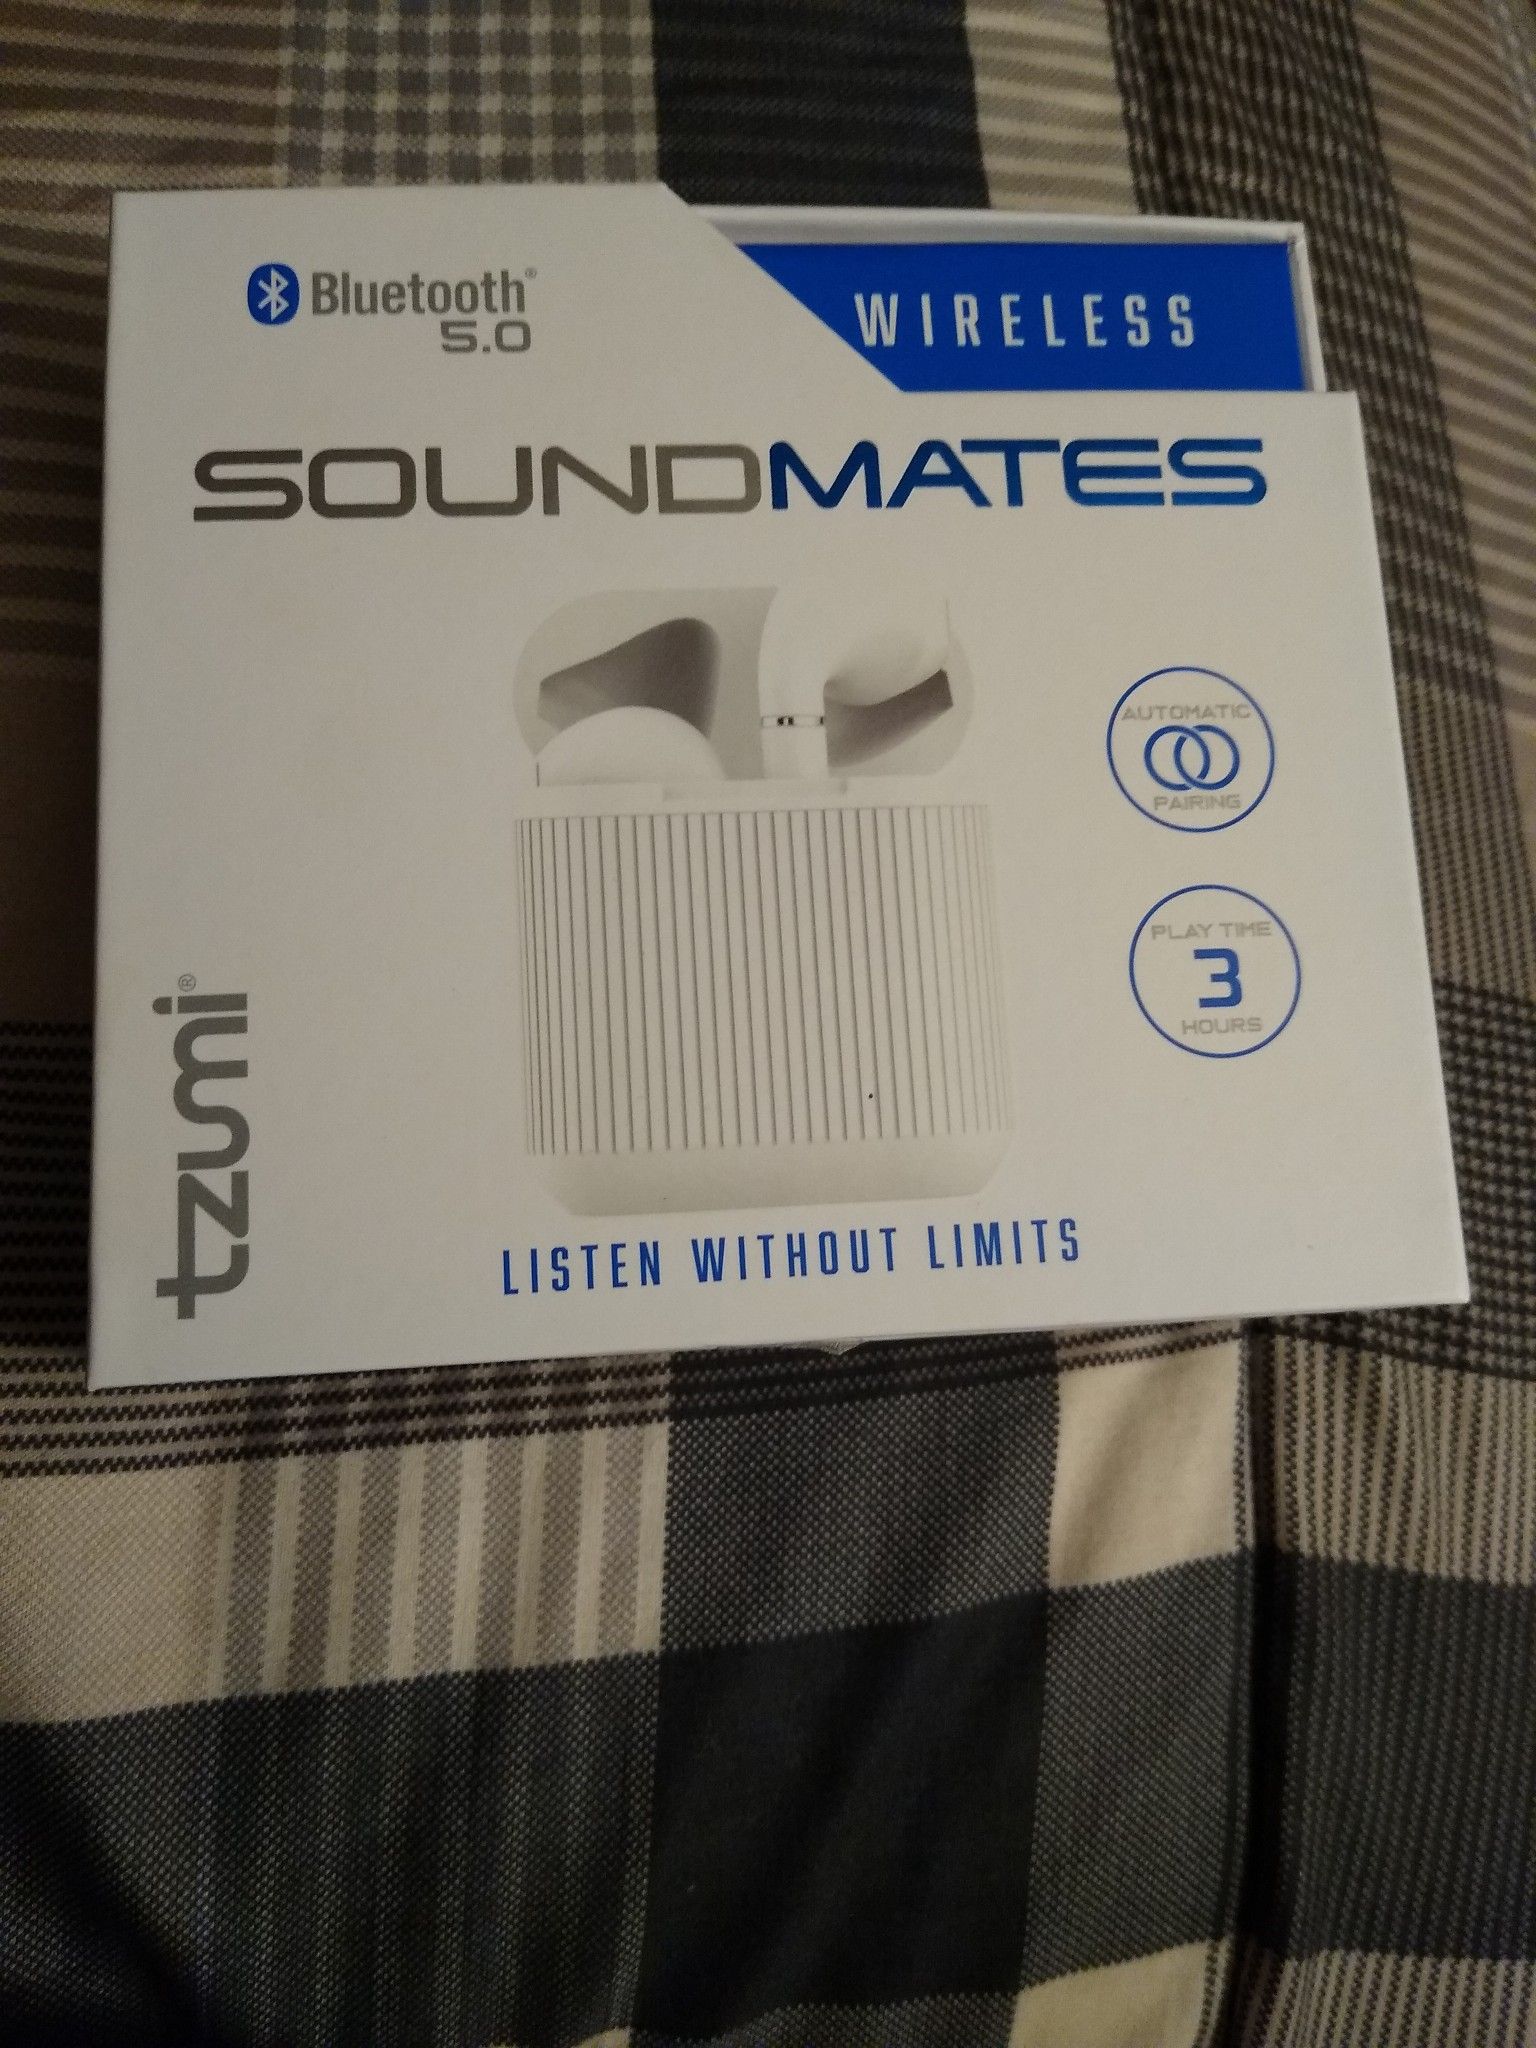 Bluetooth®
5.0
WIRELESS
SOUNDMATES
AUTOMATIC
PAIRING
PLAY TIME
3
HOURS
tzumi®
LISTEN WITHOUT LIMITS